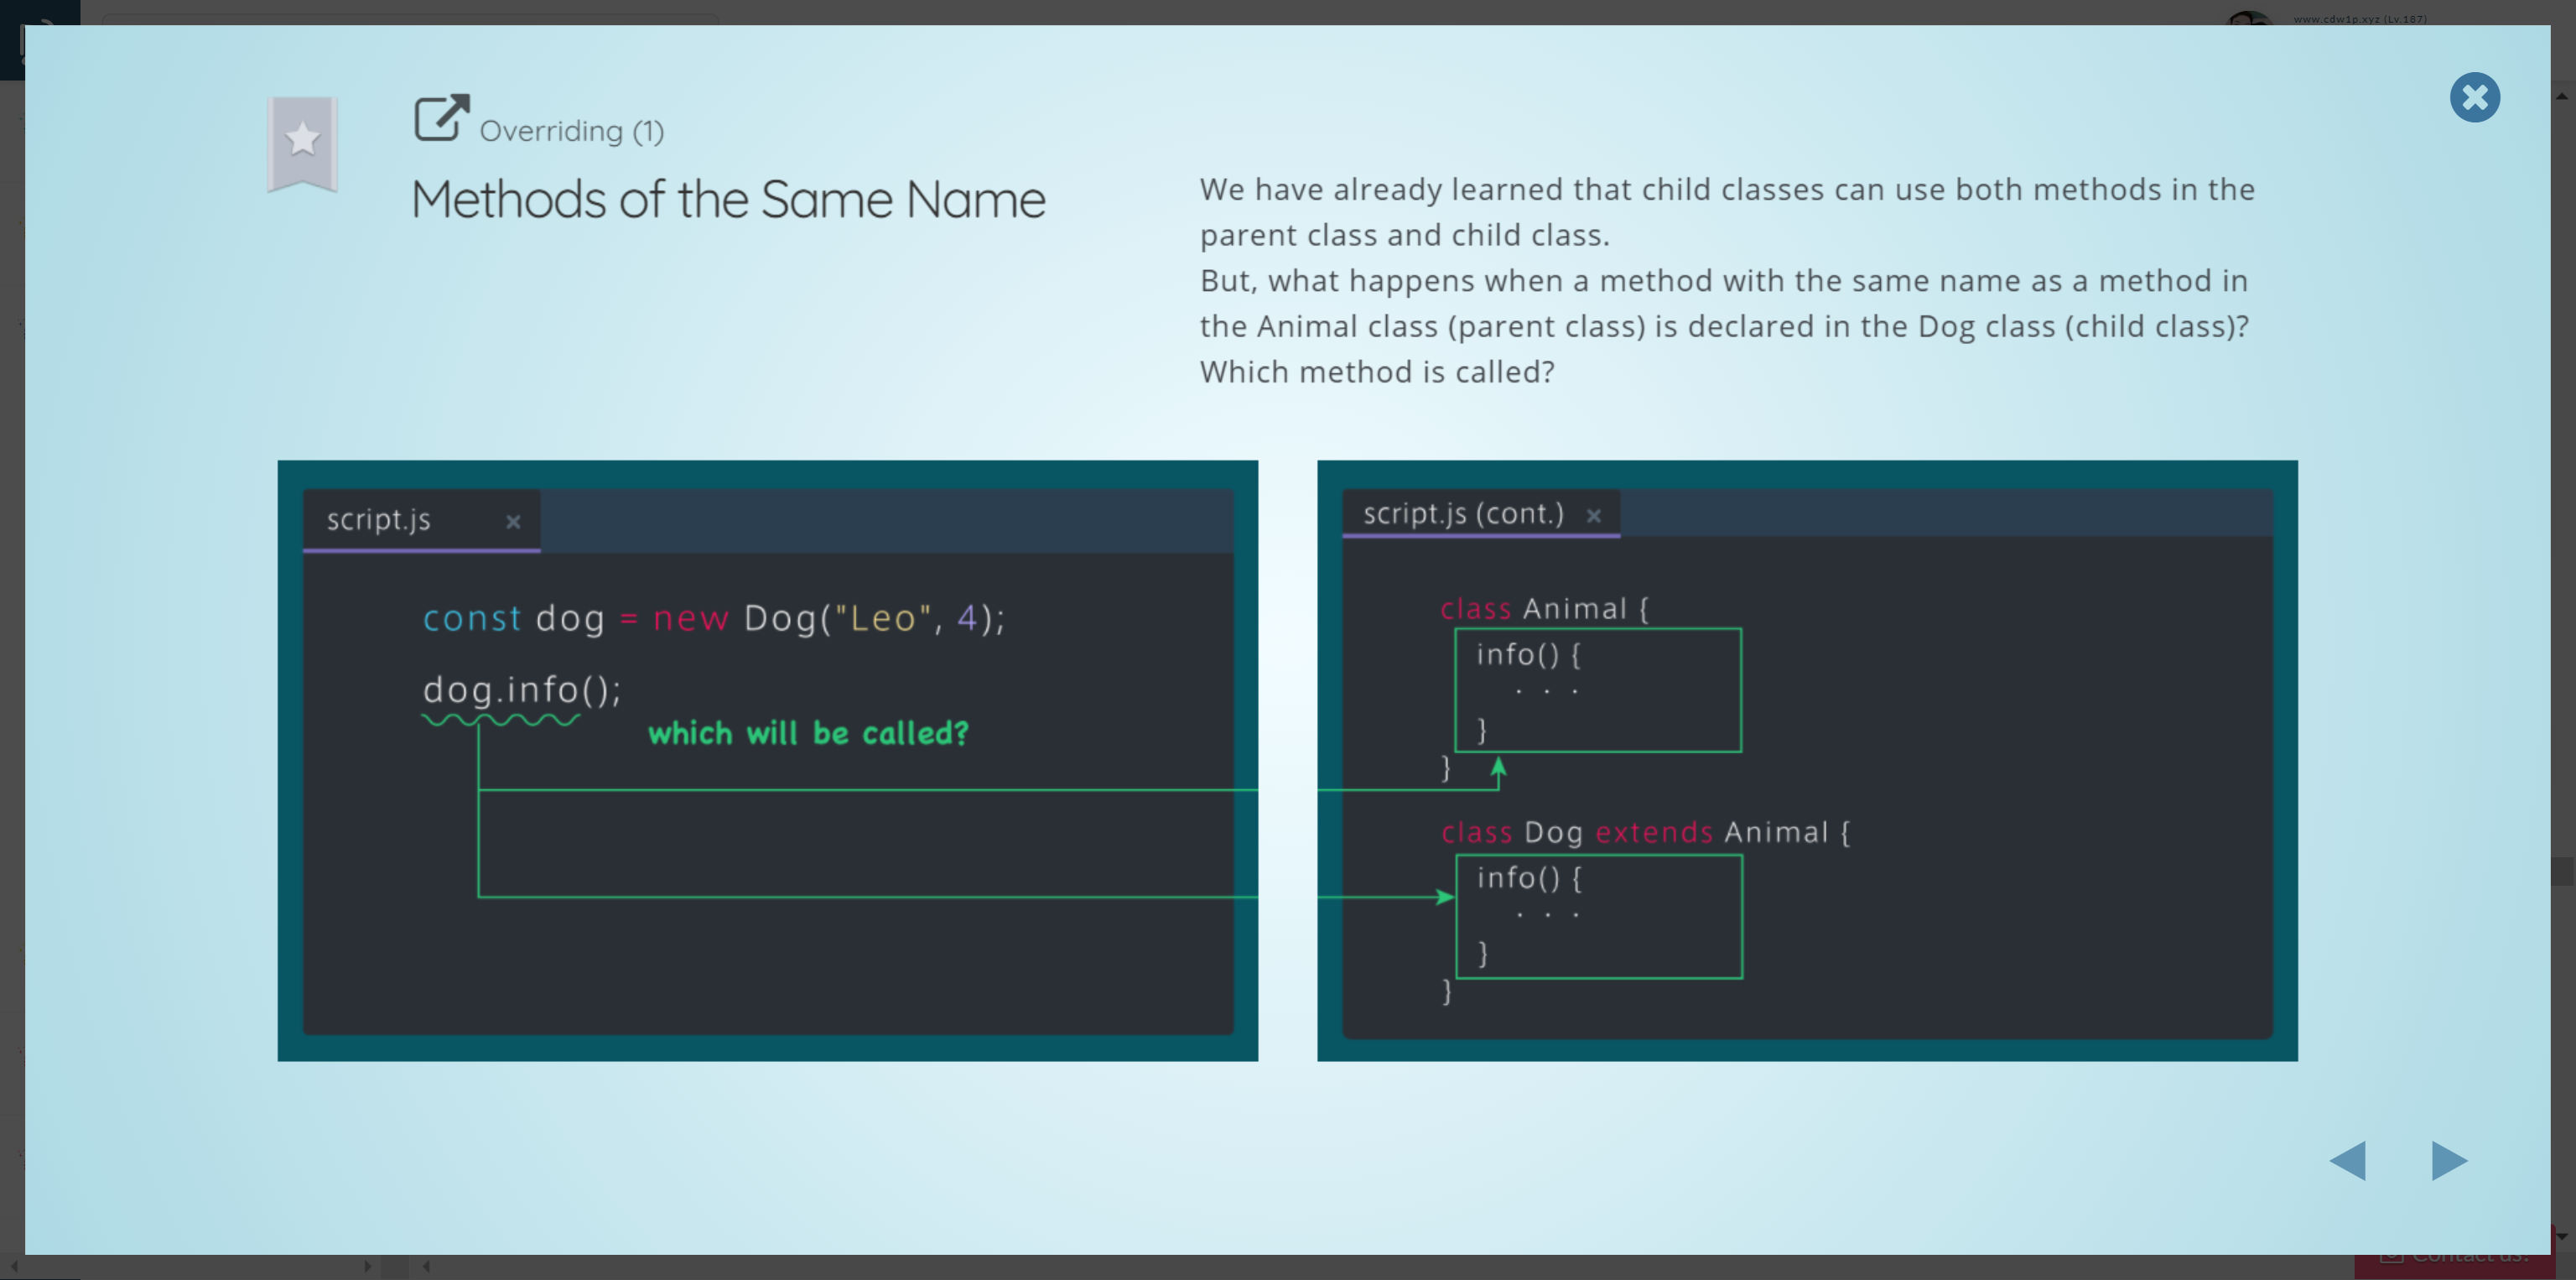 www.cdw1p.xyz (Lv.187)
Overriding (1)
Methods of the Same Name
We have already learned that child classes can use both methods in the
parent class and child class.
But, what happens when a method with the same name as a method in
the Animal class (parent class) is declared in the Dog class (child class)?
Which method is called?
script.js ×
const dog = new Dog("Leo", 4);
dog.info();
which will be called?
script.js (cont.) ×
class Animal {
info() {
. . .
}
}
class Dog extends Animal {
info() {
. . .
}
}
Contact us!